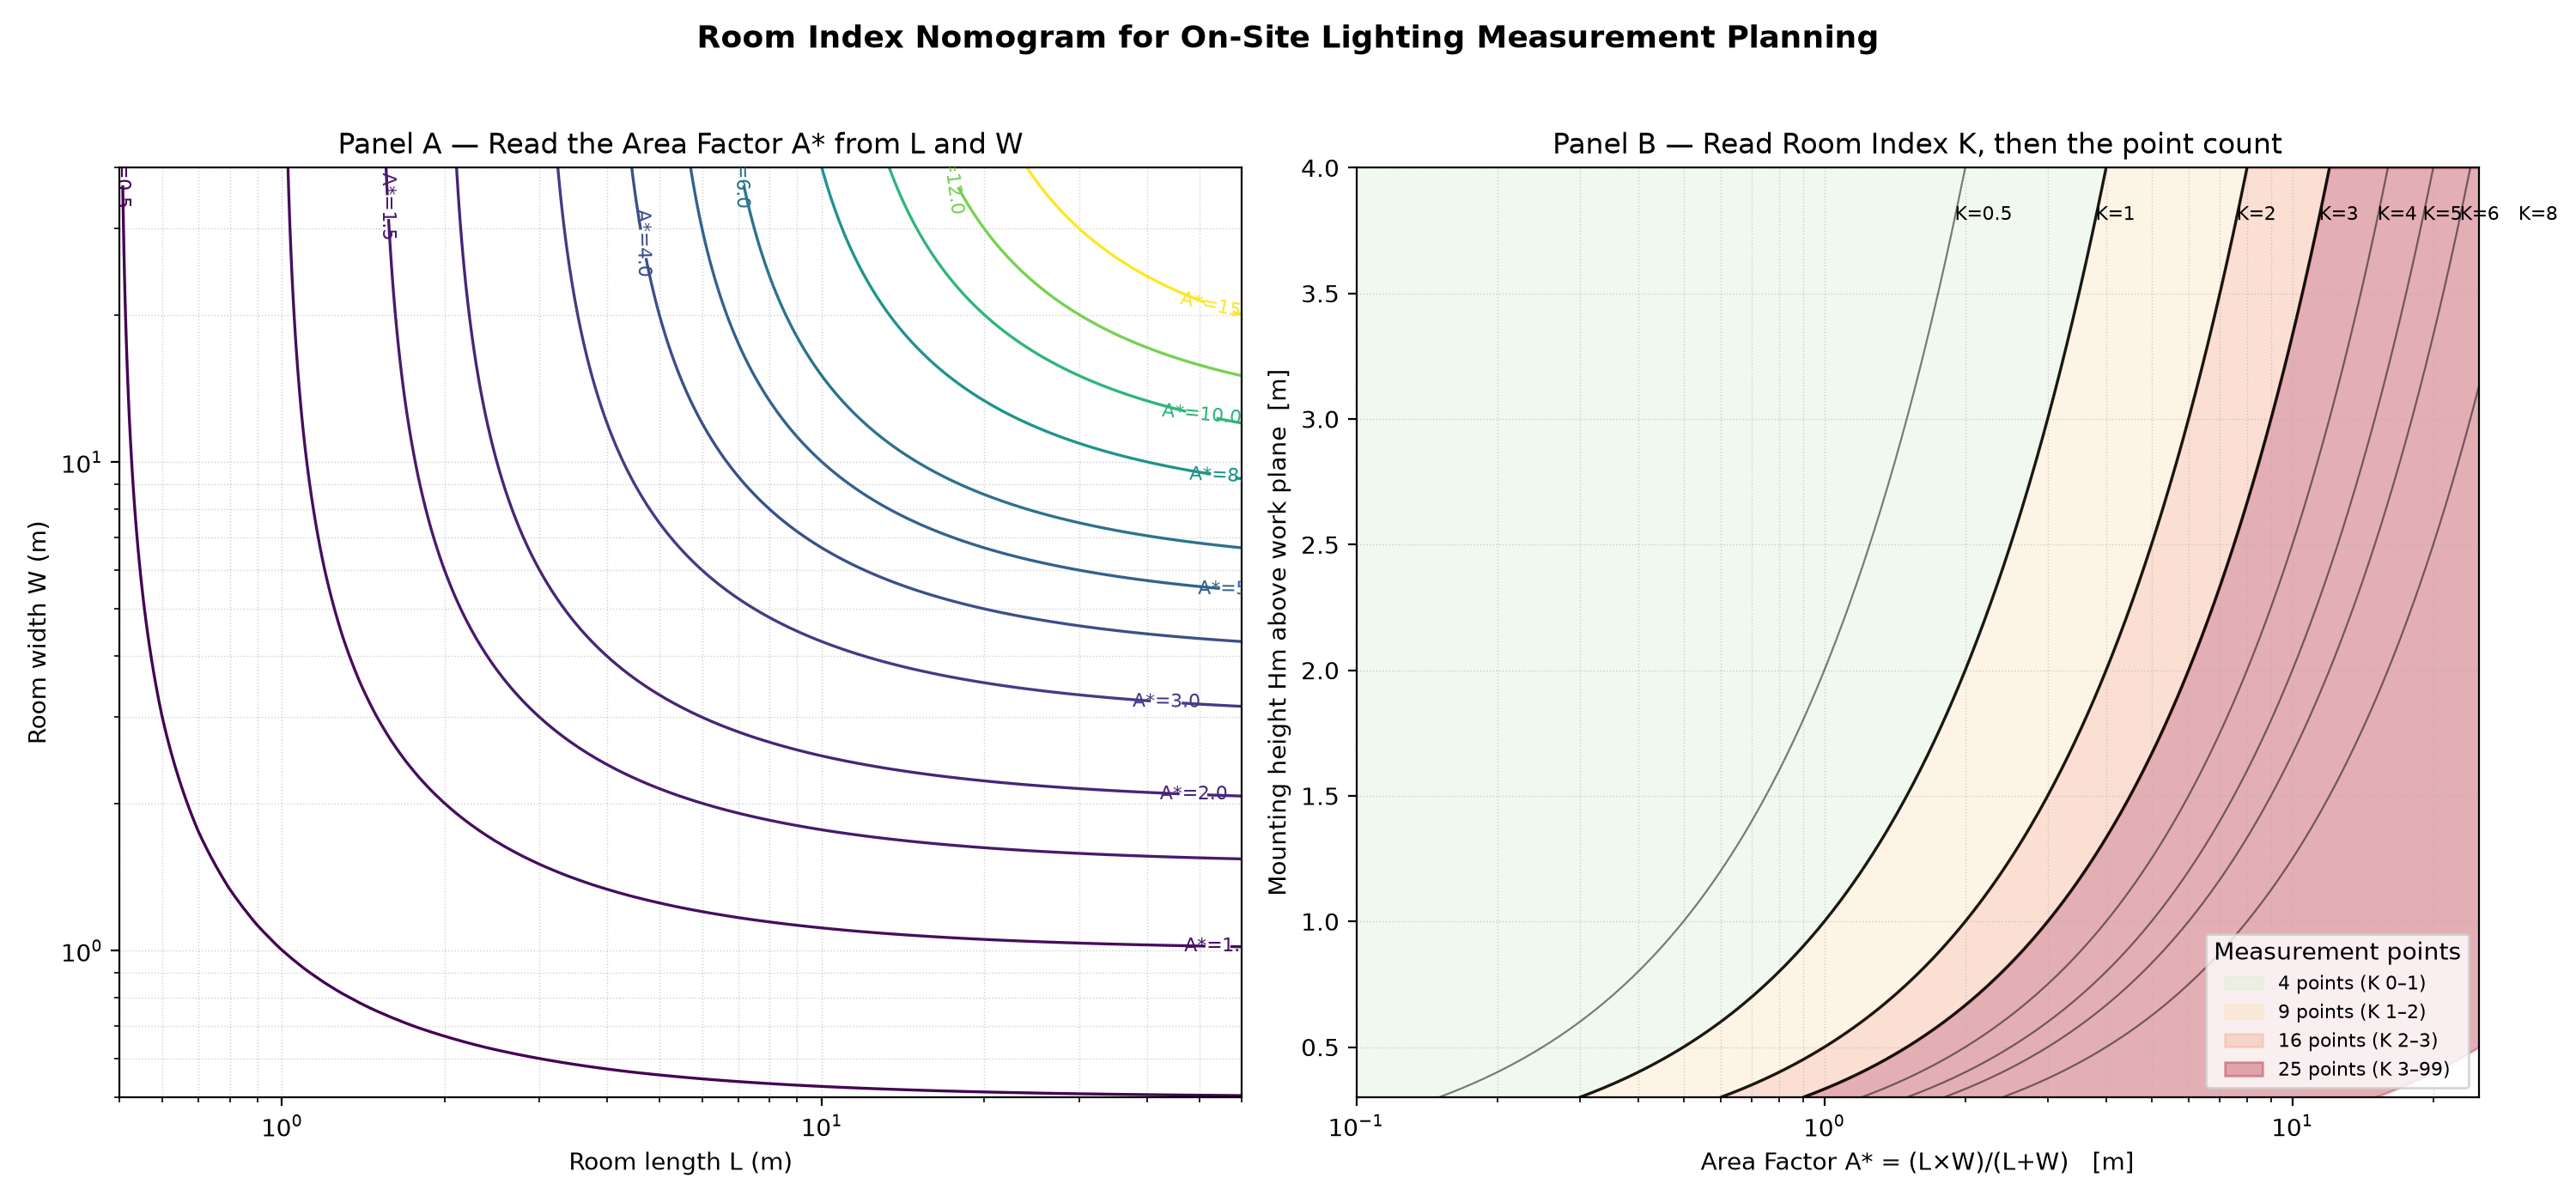 Room Index Nomogram for On-Site Lighting Measurement Planning
Panel A — Read the Area Factor A* from L and W
=0.5
A*=1.5
A*=4.0
=6.0
12.0
A*=15
A*=10.0
A*=8
A*=5
A*=3.0
A*=2.0
A*=1.
10¹
10⁰
Room width W (m)
10⁰
10¹
Room length L (m)
Panel B — Read Room Index K, then the point count
4.0
3.5
3.0
2.5
2.0
1.5
1.0
0.5
Mounting height Hm above work plane [m]
K=0.5
K=1
K=2
K=3
K=4
K=5
K=6
K=8
Measurement points
4 points (K 0–1)
9 points (K 1–2)
16 points (K 2–3)
25 points (K 3–99)
10⁻¹
10⁰
10¹
Area Factor A* = (L×W)/(L+W) [m]